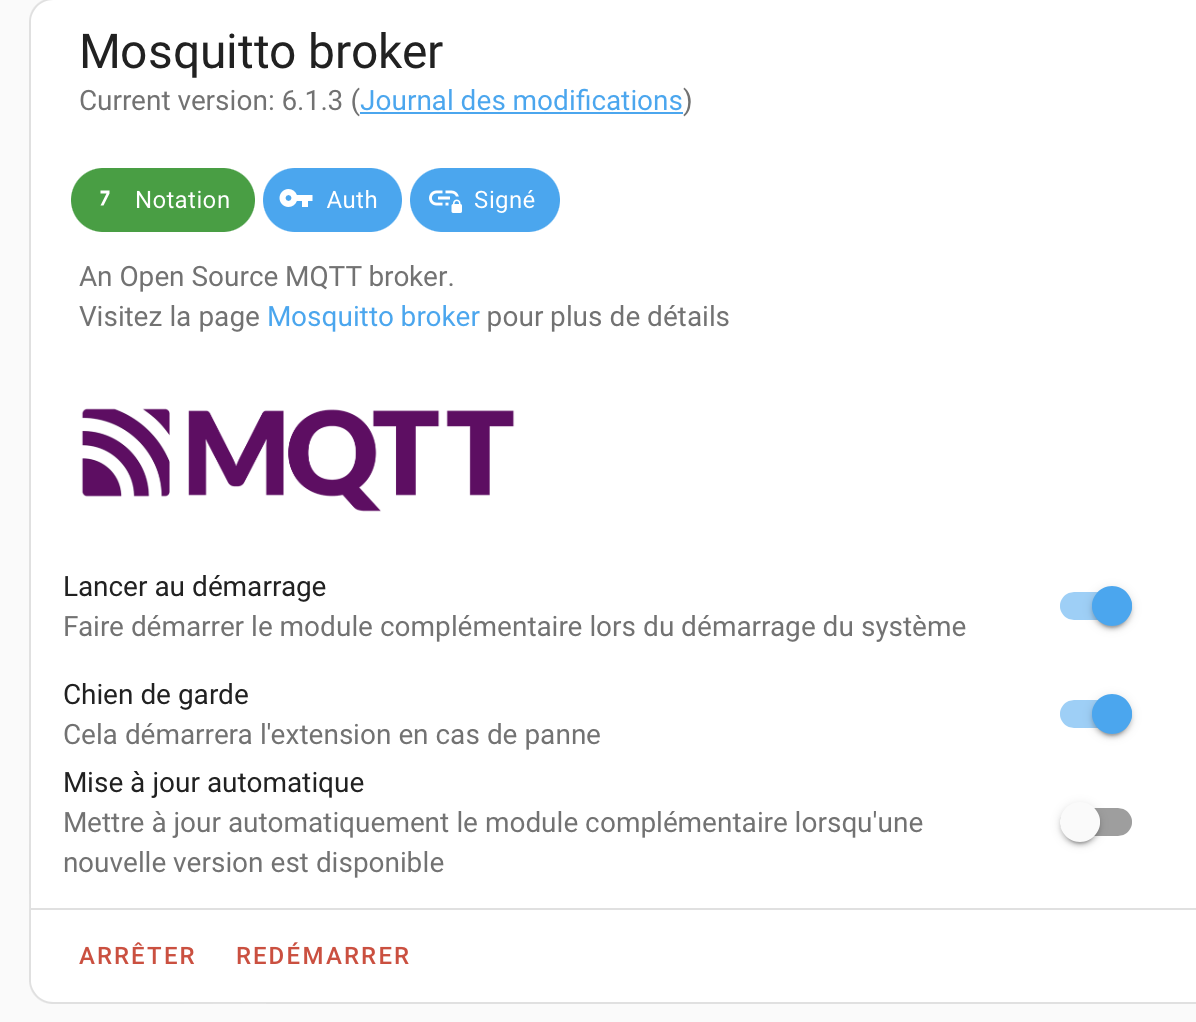 Mosquitto broker
Current version: 6.1.3 (Journal des modifications)
7 Notation Auth Signé
An Open Source MQTT broker.
Visitez la page Mosquitto broker pour plus de détails
MQTT
Lancer au démarrage
Faire démarrer le module complémentaire lors du démarrage du système
Chien de garde
Cela démarrera l'extension en cas de panne
Mise à jour automatique
Mettre à jour automatiquement le module complémentaire lorsqu'une
nouvelle version est disponible
ARRÊTER REDÉMARRER